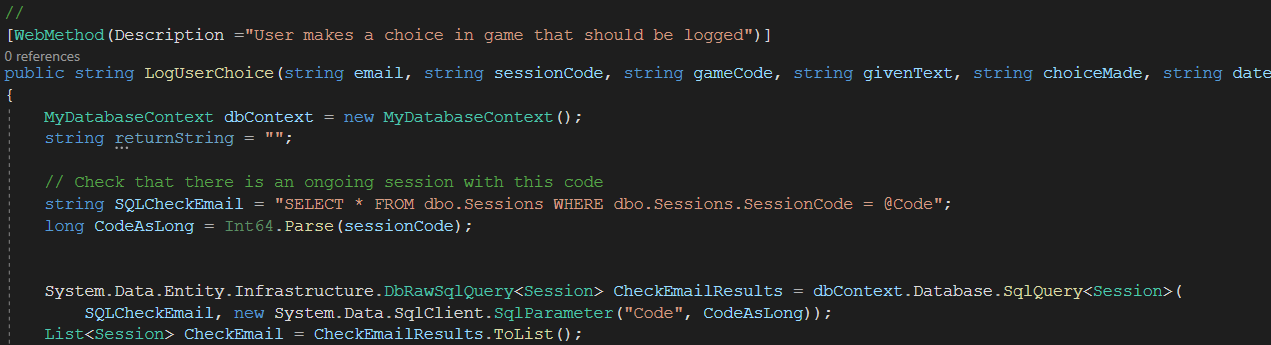 //
[WebMethod(Description ="User makes a choice in game that should be logged")]
0 references
public string LogUserChoice(string email, string sessionCode, string gameCode, string givenText, string choiceMade, string date
{
MyDatabaseContext dbContext = new MyDatabaseContext();
string returnString = "";
// Check that there is an ongoing session with this code
string SQLCheckEmail = "SELECT * FROM dbo.Sessions WHERE dbo.Sessions.SessionCode = @Code";
long CodeAsLong = Int64.Parse(sessionCode);
System.Data.Entity.Infrastructure.DbRawSqlQuery<Session> CheckEmailResults = dbContext.Database.SqlQuery<Session>(
SQLCheckEmail, new System.Data.SqlClient.SqlParameter("Code", CodeAsLong));
List<Session> CheckEmail = CheckEmailResults.ToList();